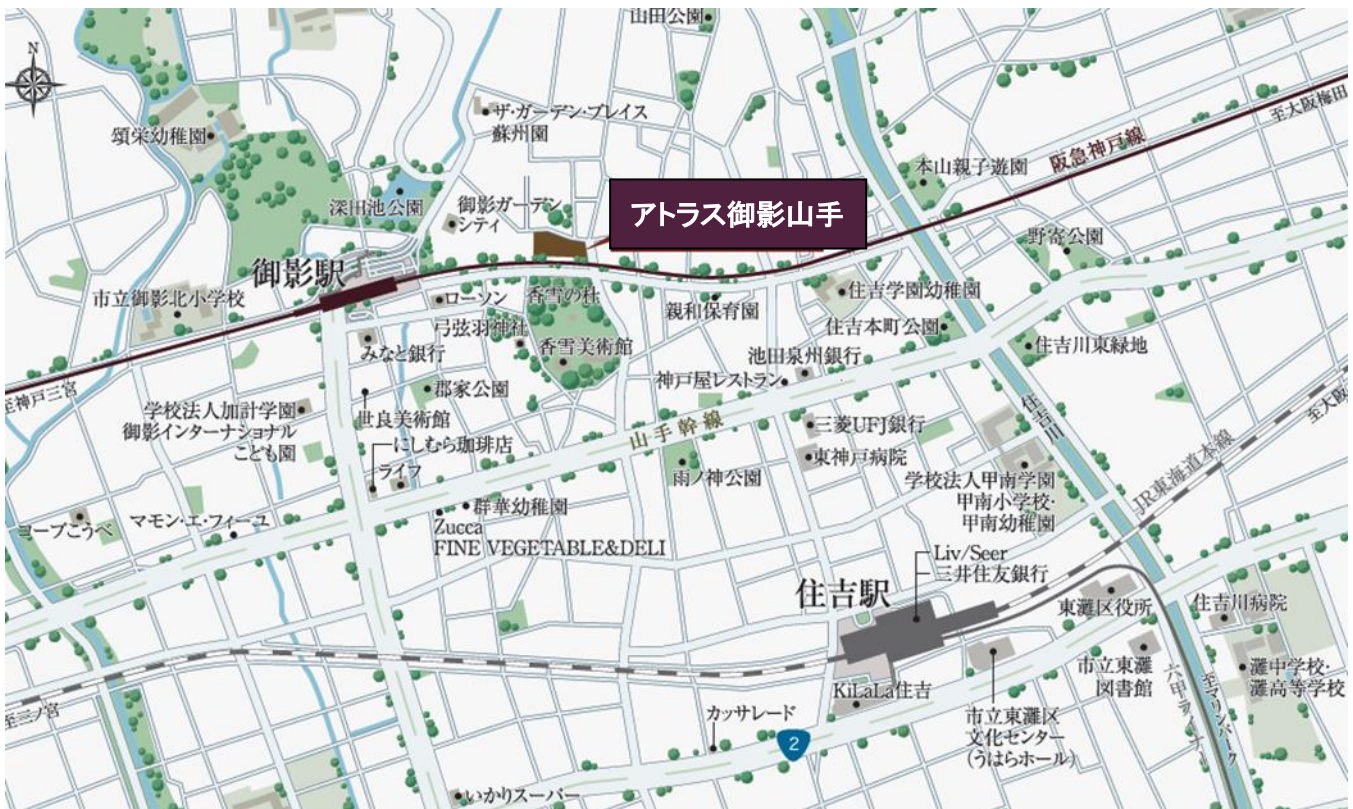 山田公園
N
ザ・ガーデン・プレイス
蘇州園
至大阪梅田
頌栄幼稚園
阪急神戸線
本山親子遊園
深田池公園
御影ガーデン
シティ
アトラス御影山手
野寄公園
御影駅
市立御影北小学校
ローソン
香雪の杜
親和保育園
住吉学園幼稚園
弓弦羽神社
住吉本町公園
みなと銀行
香雪美術館
池田泉州銀行
住吉川東緑地
神戸屋レストラン
郡家公園
至神戸三宮
学校法人加計学園
御影インターナショナル
こども園
世良美術館
住吉川
至大阪
山手幹線
三菱UFJ銀行
にしむら珈琲店
東神戸病院
JR東海道本線
ライフ
雨ノ神公園
学校法人甲南学園
甲南小学校・
甲南幼稚園
群華幼稚園
コープこうべ
マモン・エ・フィーユ
Zucca
FINE VEGETABLE&DELI
Liv/Seer
三井住友銀行
住吉駅
東灘区役所
住吉川病院
市立東灘
図書館
灘中学校・
灘高等学校
六甲ライナー
至マリンパーク
KiLaLa住吉
至三ノ宮
カッサレード
市立東灘区
文化センター
(うはらホール)
2
いかりスーパー